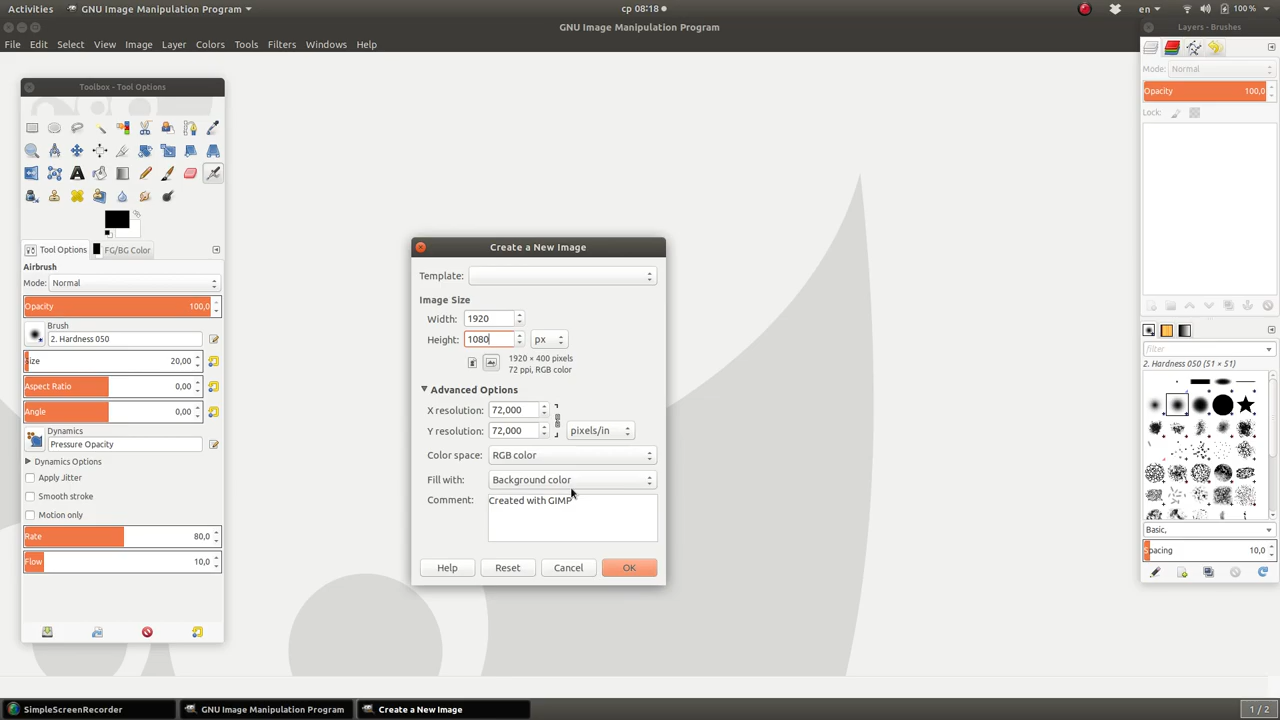 Activities
GNU Image Manipulation Program
ср 08:18
en
100 %
GNU Image Manipulation Program
Layers - Brushes
File Edit Select View Image Layer Colors Tools Filters Windows Help
Mode: Normal
Opacity 100,0
Lock:
Toolbox - Tool Options
Tool Options FG/BG Color
Airbrush
Mode: Normal
Opacity 100,0
Brush
2. Hardness 050
Size 20,00
Aspect Ratio 0,00
Angle 0,00
Dynamics
Pressure Opacity
Dynamics Options
Apply Jitter
Smooth stroke
Motion only
Rate 80,0
Flow 10,0
Create a New Image
Template:
Image Size
Width: 1920
Height: 1080 px
1920 × 400 pixels
72 ppi, RGB color
Advanced Options
X resolution: 72,000
Y resolution: 72,000 pixels/in
Color space: RGB color
Fill with: Background color
Comment: Created with GIMP
Help Reset Cancel OK
filter
2. Hardness 050 (51 × 51)
Basic,
Spacing 10,0
SimpleScreenRecorder
GNU Image Manipulation Program
Create a New Image
1 / 2